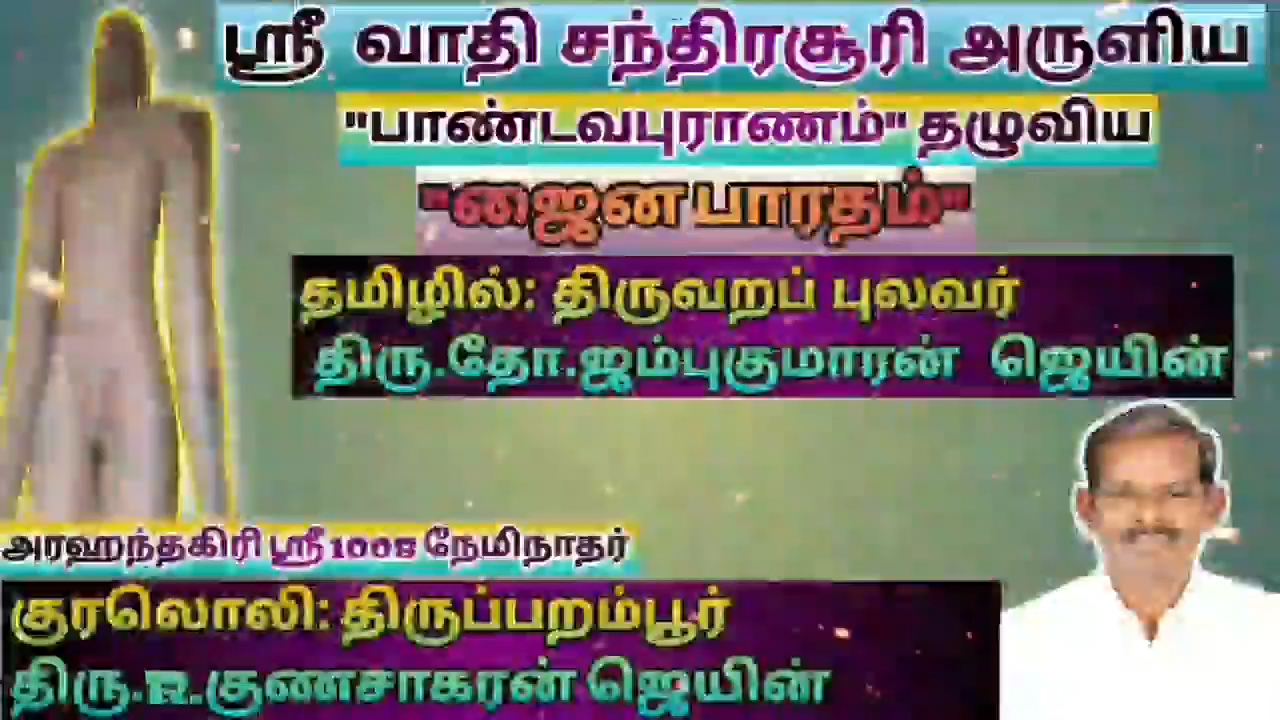 ஸ்ரீ வாதி சந்திரசூரி அருளிய
"பாண்டவபுராணம்" தழுவிய
"ஜைன பாரதம்"
தமிழில்: திருவறப் புலவர்
திரு.தோ.ஜம்புகுமாரன் ஜெயின்
அரஹந்தகிரி ஸ்ரீ 1008 நேமிநாதர்
குரலொலி: திருப்பறம்பூர்
திரு. குணசாகரன் ஜெயின்